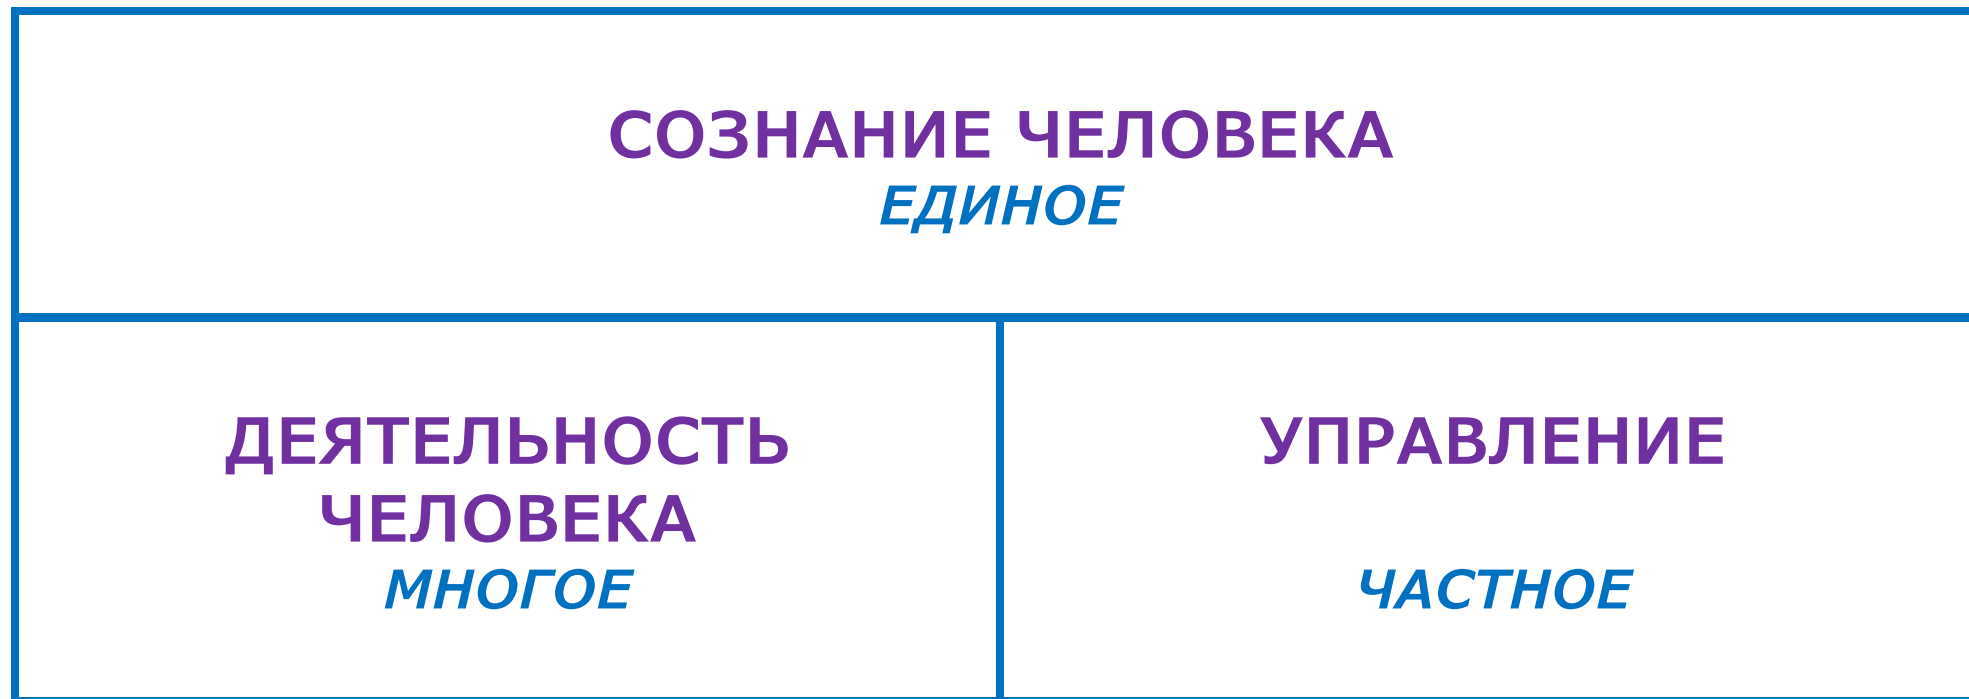 СОЗНАНИЕ ЧЕЛОВЕКА
ЕДИНОЕ
ДЕЯТЕЛЬНОСТЬ
ЧЕЛОВЕКА
МНОГОЕ
УПРАВЛЕНИЕ
ЧАСТНОЕ